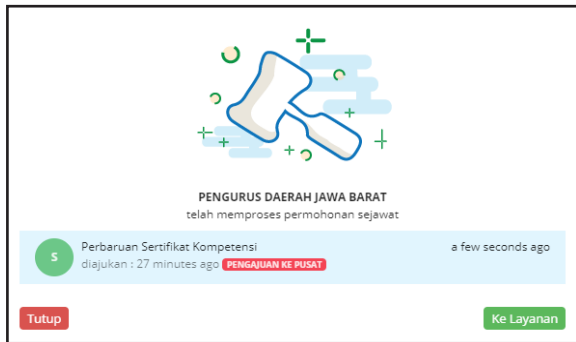 PENGURUS DAERAH JAWA BARAT
telah memproses permohonan sejawat
S
Perbaruan Sertifikat Kompetensi
a few seconds ago
diajukan : 27 minutes ago PENGAJUAN KE PUSAT
Tutup
Ke Layanan